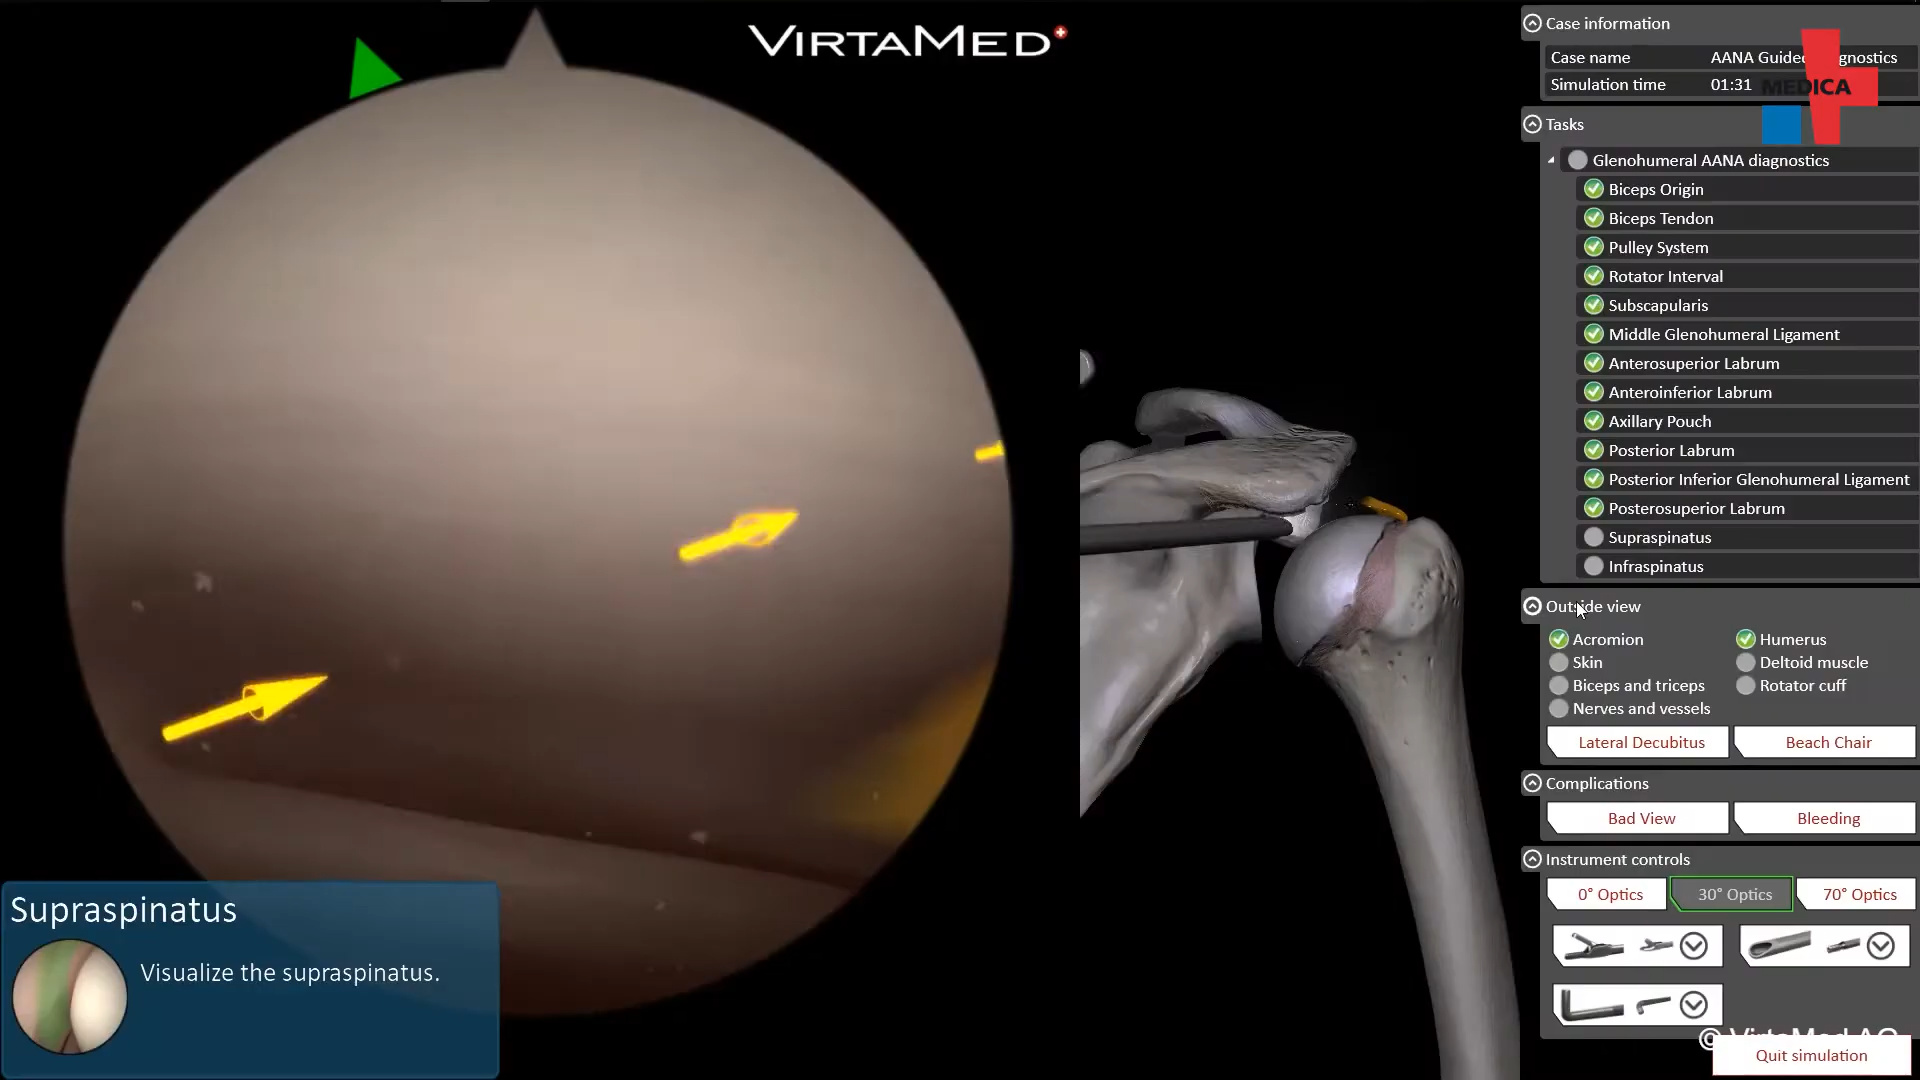 VIRTAMED
Case information
Case name AANA Guided Diagnostics
Simulation time 01:31
MEDICA
Tasks
Glenohumeral AANA diagnostics
Biceps Origin
Biceps Tendon
Pulley System
Rotator Interval
Subscapularis
Middle Glenohumeral Ligament
Anterosuperior Labrum
Anteroinferior Labrum
Axillary Pouch
Posterior Labrum
Posterior Inferior Glenohumeral Ligament
Posterosuperior Labrum
Supraspinatus
Infraspinatus
Outside view
Acromion Humerus
Skin Deltoid muscle
Biceps and triceps Rotator cuff
Nerves and vessels
Lateral Decubitus Beach Chair
Complications
Bad View Bleeding
Instrument controls
0° Optics 30° Optics 70° Optics
© VirtaMed AG
Quit simulation
Supraspinatus
Visualize the supraspinatus.